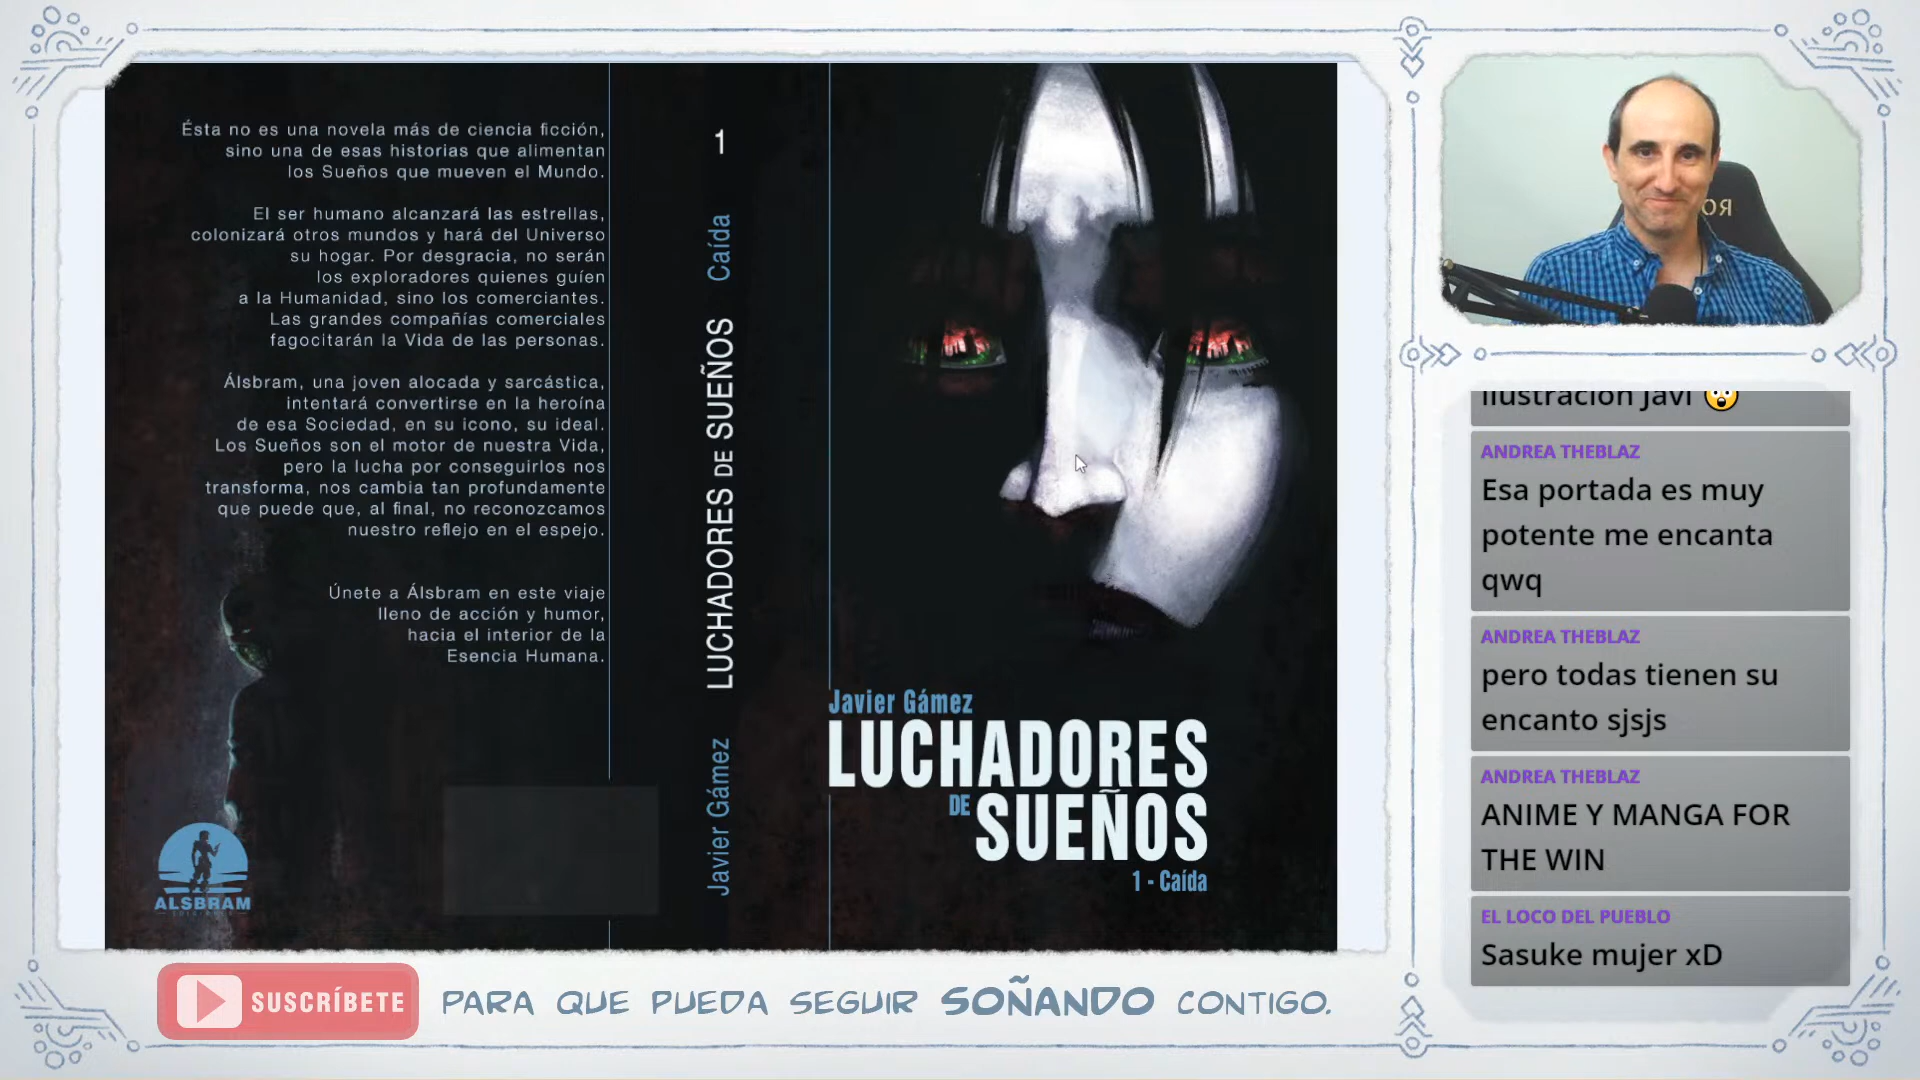 Ésta no es una novela más de ciencia ficción,
sino una de esas historias que alimentan
los Sueños que mueven el Mundo.
El ser humano alcanzará las estrellas,
colonizará otros mundos y hará del Universo
su hogar. Por desgracia, no serán
los exploradores quienes guíen
a la Humanidad, sino los comerciantes.
Las grandes compañías comerciales
fagocitarán la Vida de las personas.
Álsbram, una joven alocada y sarcástica,
intentará convertirse en la heroína
de esa Sociedad, en su icono, su ideal.
Los Sueños son el motor de nuestra Vida,
pero la lucha por conseguirlos nos
transforma, nos cambia tan profundamente
que puede que, al final, no reconozcamos
nuestro reflejo en el espejo.
Únete a Álsbram en este viaje
lleno de acción y humor,
hacia el interior de la
Esencia Humana.
ALSBRAM
EDICIONES
1
Javier Gámez LUCHADORES DE SUEÑOS Caída
Javier Gámez
LUCHADORES
DE SUEÑOS
1 - Caída
ilustración Javi 😲
ANDREA THEBLAZ
Esa portada es muy
potente me encanta
qwq
ANDREA THEBLAZ
pero todas tienen su
encanto sjsjs
ANDREA THEBLAZ
ANIME Y MANGA FOR
THE WIN
EL LOCO DEL PUEBLO
Sasuke mujer xD
SUSCRÍBETE PARA QUE PUEDA SEGUIR SOÑANDO CONTIGO.